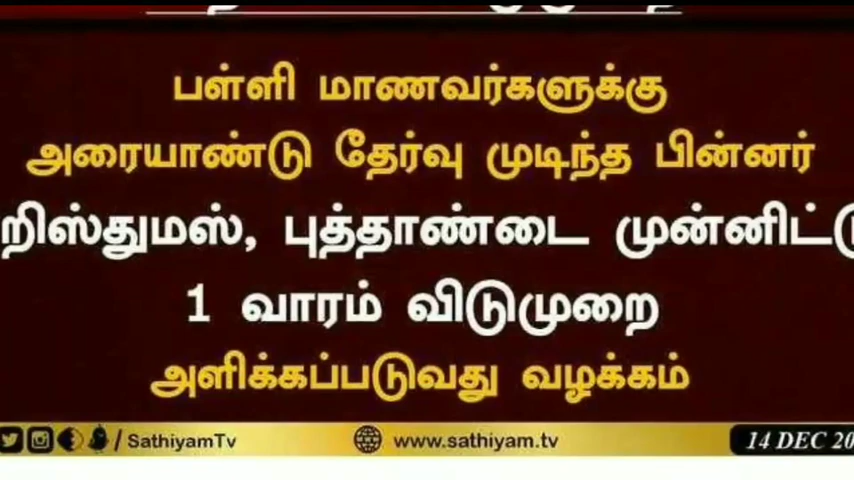 பள்ளி மாணவர்களுக்கு
அரையாண்டு தேர்வு முடிந்த பின்னர்
றிஸ்துமஸ், புத்தாண்டை முன்னிட்டு
1 வாரம் விடுமுறை
அளிக்கப்படுவது வழக்கம்
/ SathiyamTv www.sathiyam.tv 14 DEC 20